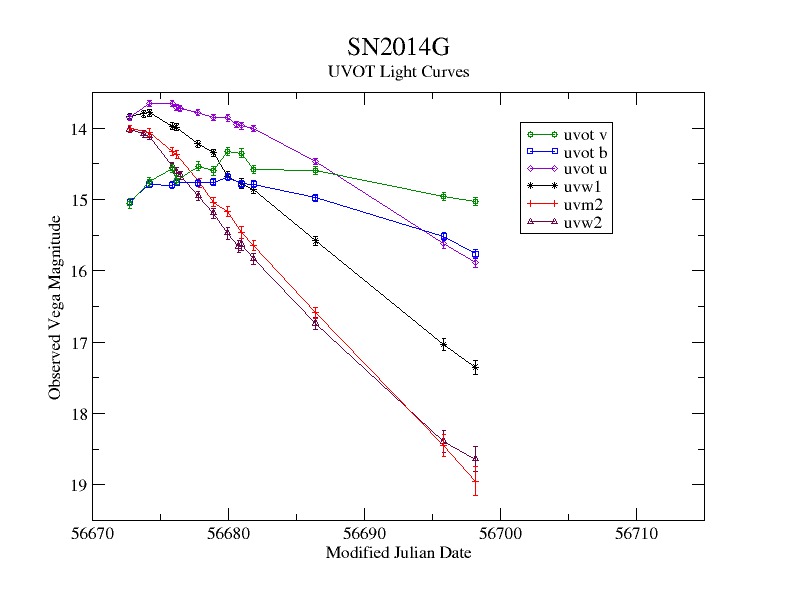 SN2014G
UVOT Light Curves
Observed Vega Magnitude
14
15
16
17
18
19
uvot v
uvot b
uvot u
uvw1
uvm2
uvw2
56670 56680 56690 56700 56710
Modified Julian Date